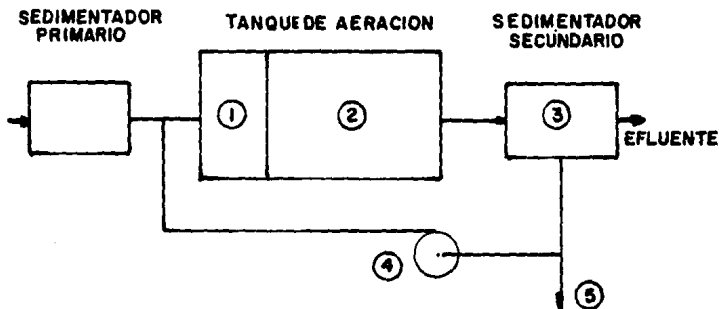 SEDIMENTADOR
PRIMARIO
TANQUE DE AERACION
SEDIMENTADOR
SECUNDARIO
1
2
3
EFLUENTE
4
5